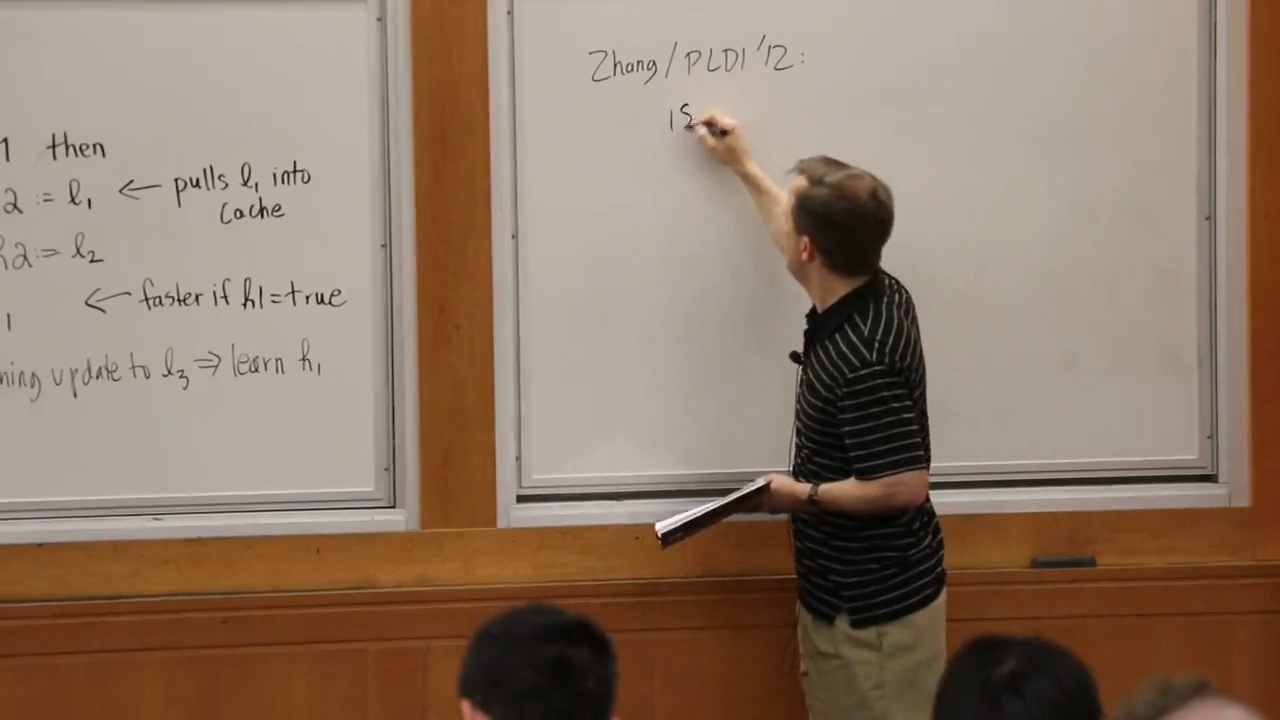 1 then
2 := l₁ ← pulls l₁ into
cache
h2 := l₂
← faster if h1 = true
1
ning update to l₃ ⇒ learn h₁
Zhang / PLDI '12:
IS